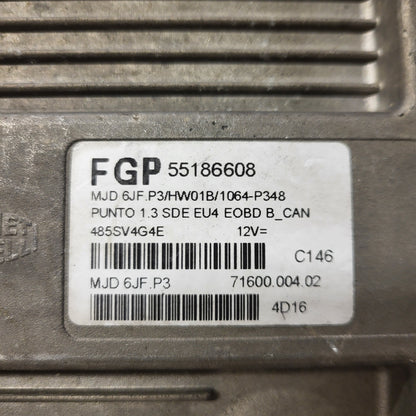 FGP 55186608
MJD 6JF.P3/HW01B/1064-P348
PUNTO 1.3 SDE EU4 EOBD B_CAN
485SV4G4E 12V=
C146
MJD 6JF.P3 71600.004.02
4D16